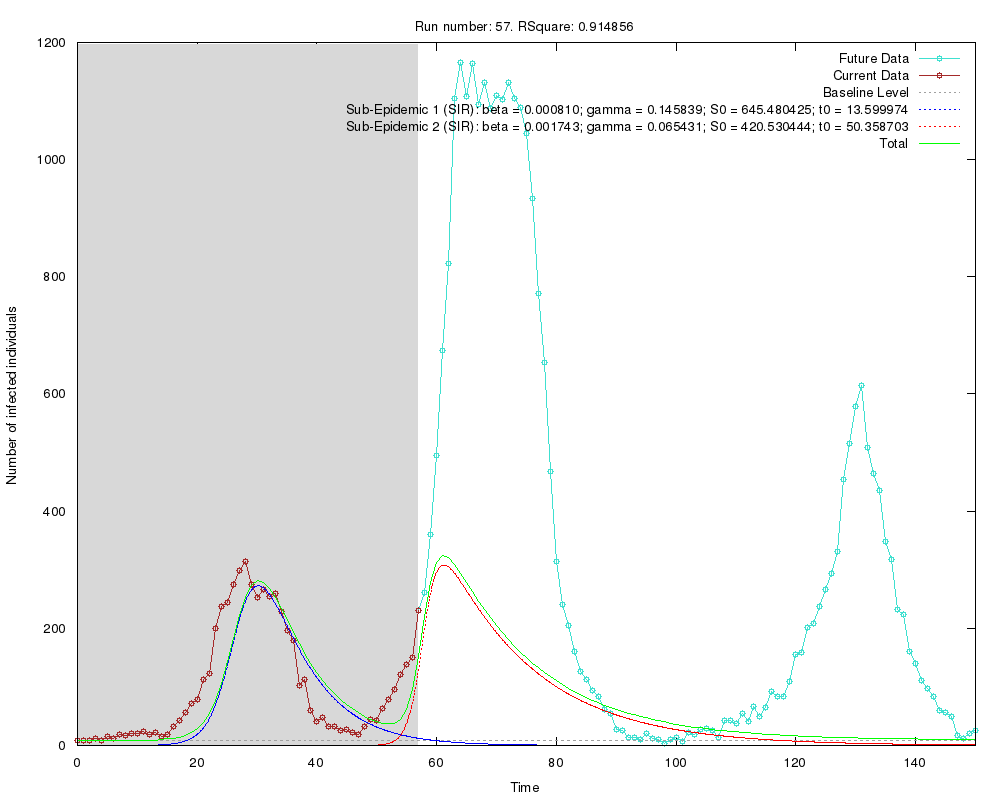 Run number: 57. RSquare: 0.914856
Future Data
Current Data
Baseline Level
Sub-Epidemic 1 (SIR): beta = 0.000810; gamma = 0.145839; S0 = 645.480425; t0 = 13.599974
Sub-Epidemic 2 (SIR): beta = 0.001743; gamma = 0.065431; S0 = 420.530444; t0 = 50.358703
Total
1200
1000
800
600
400
200
0
Number of infected individuals
0 20 40 60 80 100 120 140
Time